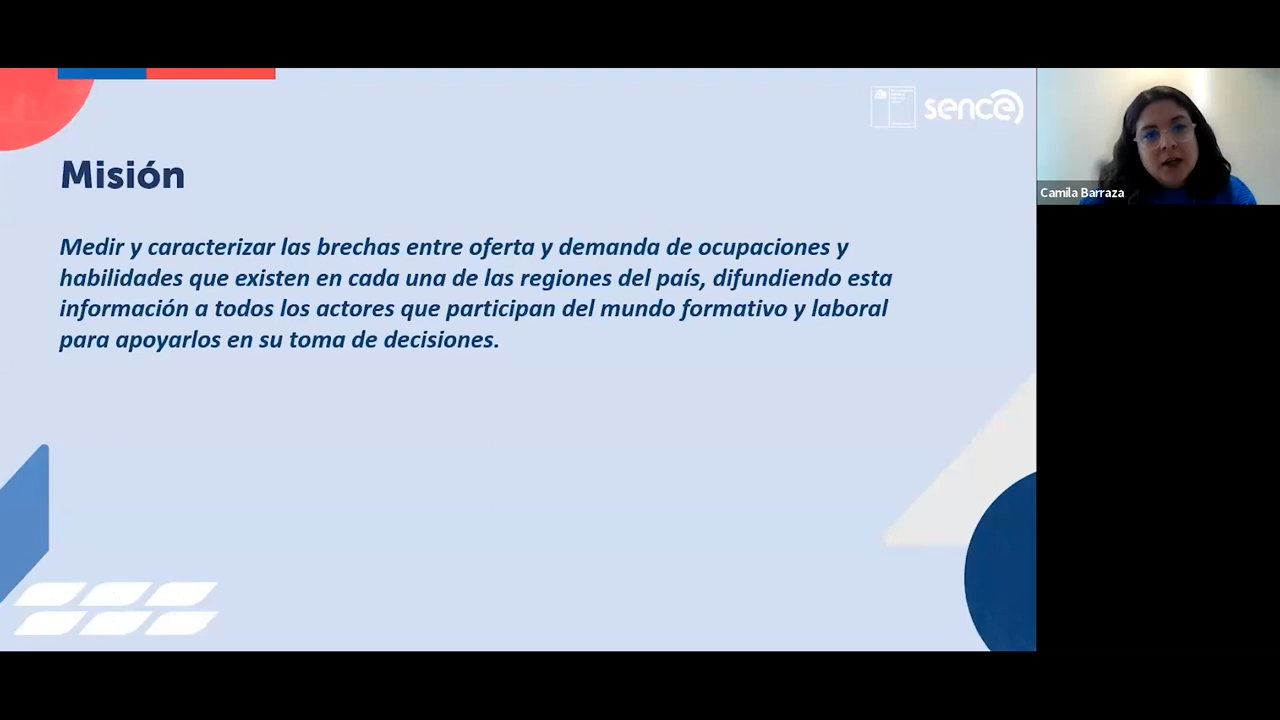 sence
Misión
Medir y caracterizar las brechas entre oferta y demanda de ocupaciones y
habilidades que existen en cada una de las regiones del país, difundiendo esta
información a todos los actores que participan del mundo formativo y laboral
para apoyarlos en su toma de decisiones.
Camila Barraza